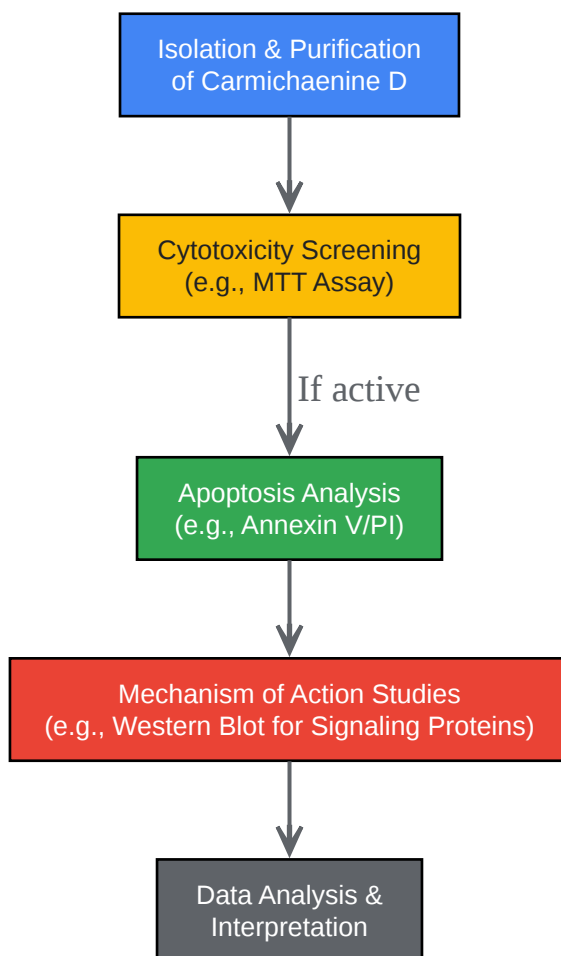 Isolation & Purification
of Carmichaenine D
Cytotoxicity Screening
(e.g., MTT Assay)
If active
Apoptosis Analysis
(e.g., Annexin V/PI)
Mechanism of Action Studies
(e.g., Western Blot for Signaling Proteins)
Data Analysis &
Interpretation